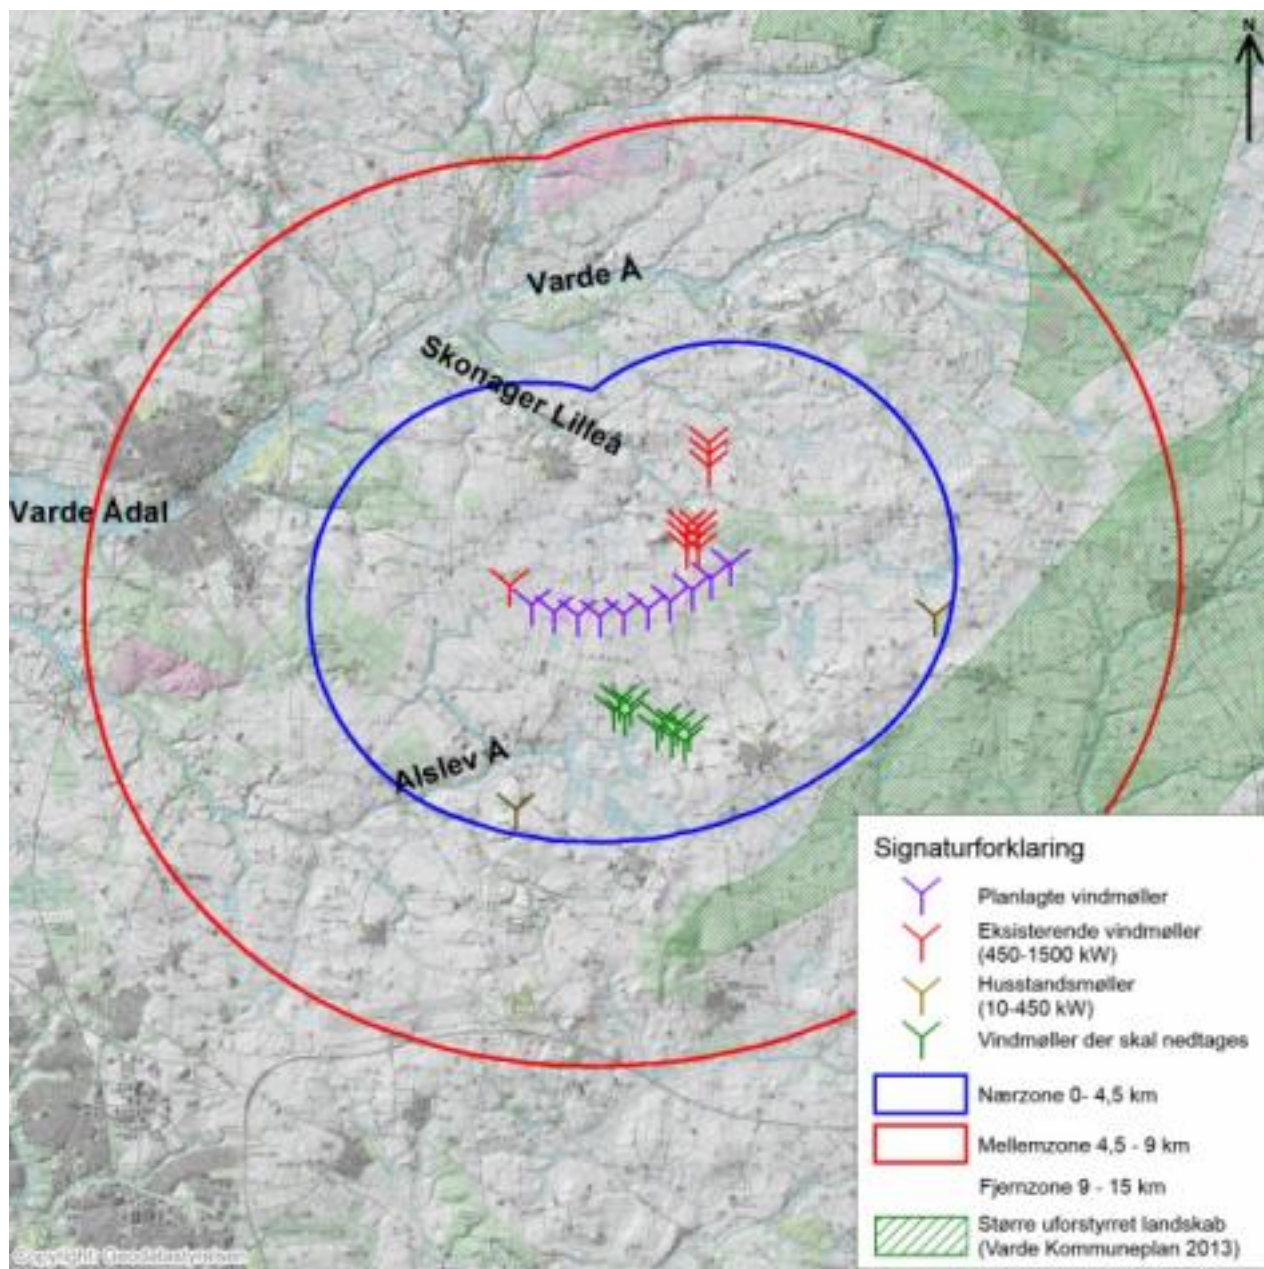 N
Varde Å
Skonager Lilleå
Varde Ådal
Alslev Å
Signaturforklaring
Planlagte vindmøller
Eksisterende vindmøller
(450-1500 kW)
Husstandsmøller
(10-450 kW)
Vindmøller der skal nedtages
Nærzone 0- 4,5 km
Mellemzone 4,5 - 9 km
Fjernzone 9 - 15 km
Større uforstyrret landskab
(Varde Kommuneplan 2013)
Copyright: Geodatastyrelsen